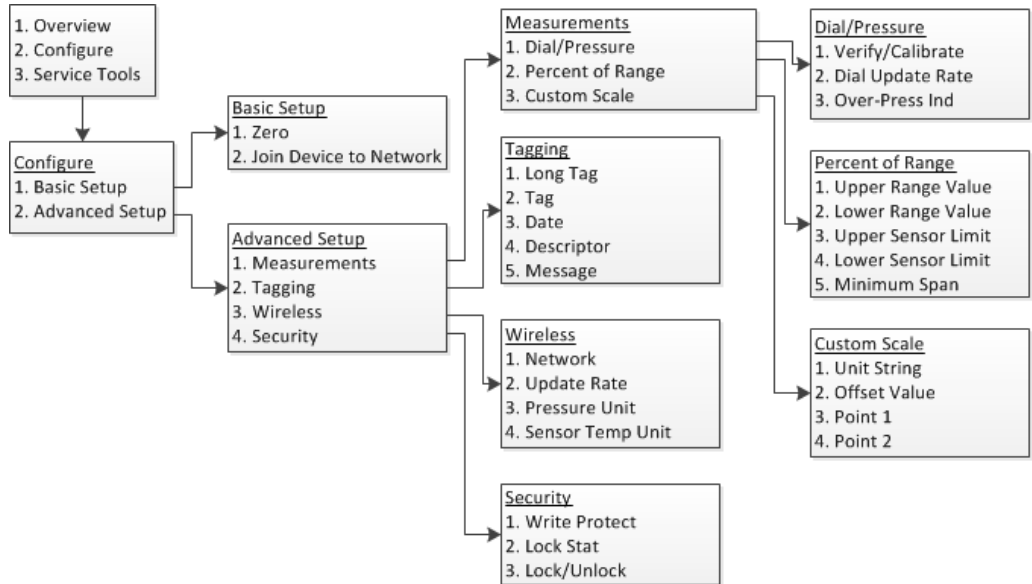 1. Overview
2. Configure
3. Service Tools
Configure
1. Basic Setup
2. Advanced Setup
Basic Setup
1. Zero
2. Join Device to Network
Advanced Setup
1. Measurements
2. Tagging
3. Wireless
4. Security
Measurements
1. Dial/Pressure
2. Percent of Range
3. Custom Scale
Tagging
1. Long Tag
2. Tag
3. Date
4. Descriptor
5. Message
Wireless
1. Network
2. Update Rate
3. Pressure Unit
4. Sensor Temp Unit
Security
1. Write Protect
2. Lock Stat
3. Lock/Unlock
Dial/Pressure
1. Verify/Calibrate
2. Dial Update Rate
3. Over-Press Ind
Percent of Range
1. Upper Range Value
2. Lower Range Value
3. Upper Sensor Limit
4. Lower Sensor Limit
5. Minimum Span
Custom Scale
1. Unit String
2. Offset Value
3. Point 1
4. Point 2